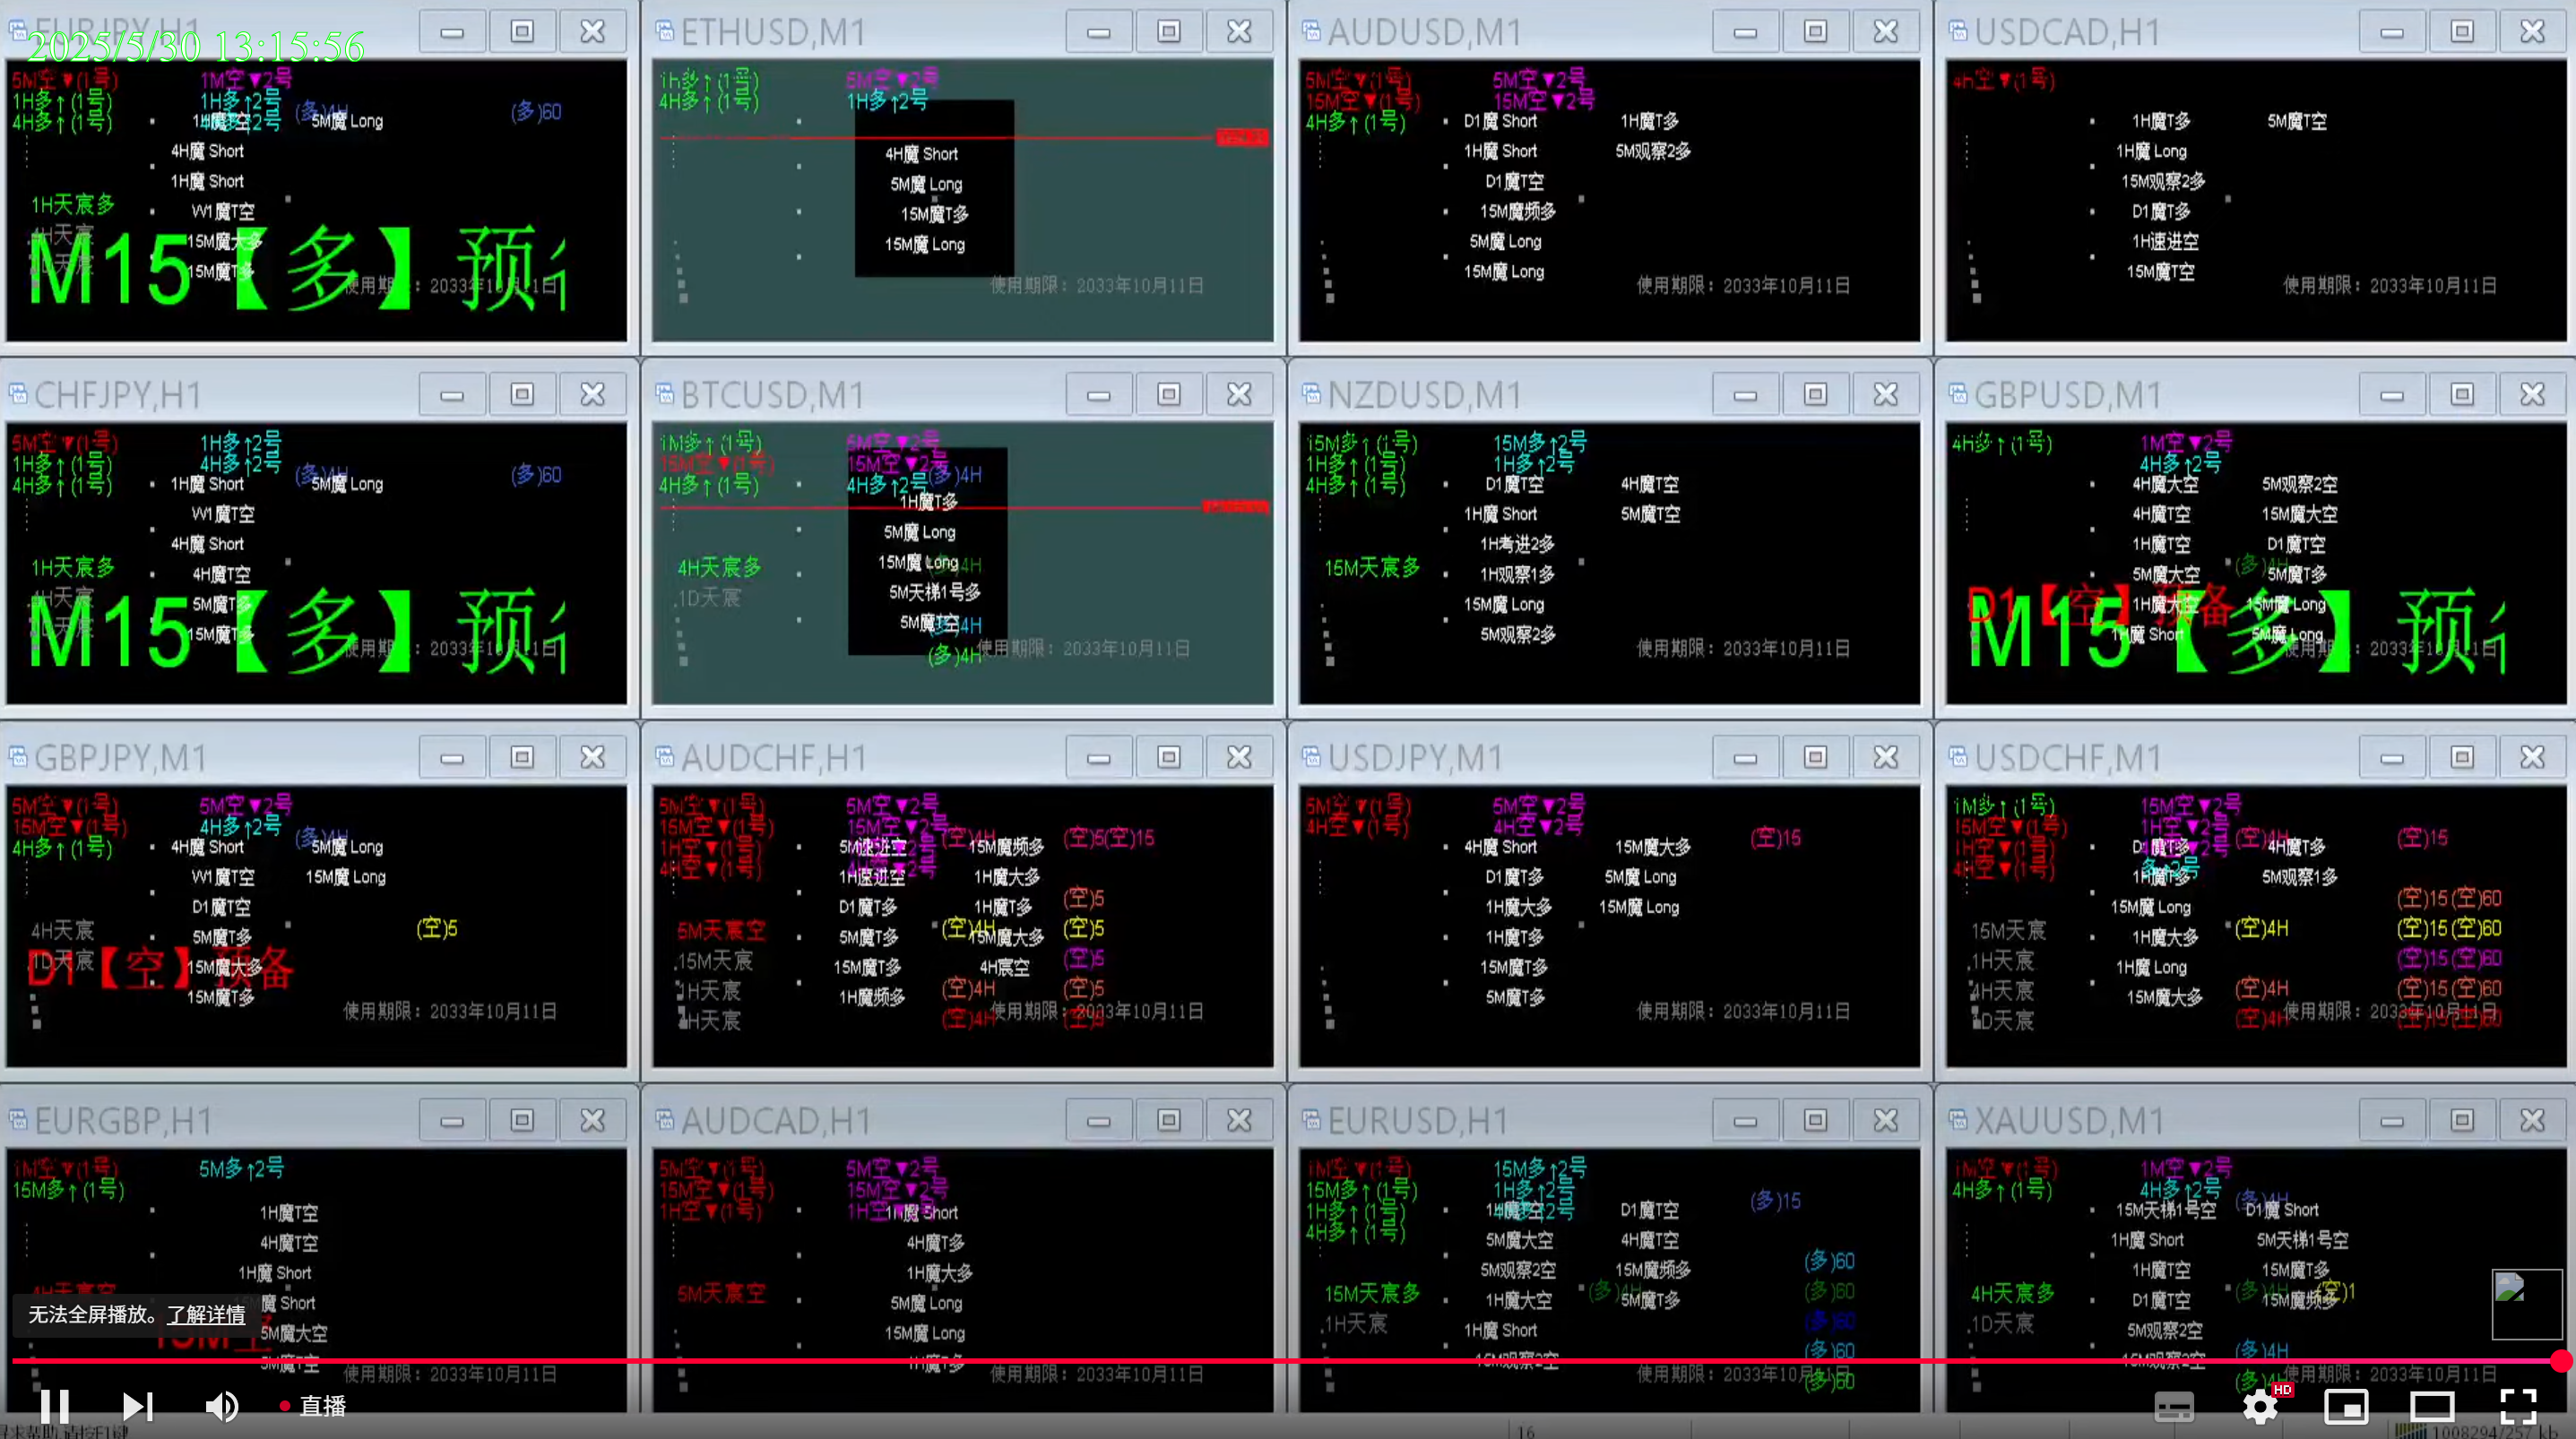 2025/5/30 13:15:56
EURJPY,H1
5M空▼(1号)
1M空▼2号
1H多↑(1号)
1H多↑2号
4H多↑(1号)
(多)4H
(多)60
5M魔 Long
4H魔 Short
1H魔 Short
1H天宸多
W1魔T空
4H天宸
15M魔大多
15M魔T多
M15【多】预
使用期限：2033年10月11日
ETHUSD,M1
1h多↑(1号)
5M空▼2号
4H多↑(1号)
1H多↑2号
4H魔 Short
5M魔 Long
15M魔T多
15M魔 Long
使用期限：2033年10月11日
AUDUSD,M1
5M空▼(1号)
5M空▼2号
15M空▼(1号)
15M空▼2号
4H多↑(1号)
D1魔 Short
1H魔T多
1H魔 Short
5M观察2多
D1魔T空
15M魔频多
5M魔 Long
15M魔 Long
使用期限：2033年10月11日
USDCAD,H1
4h空▼(1号)
1H魔T多
5M魔T空
1H魔 Long
15M观察2多
D1魔T多
1H速进空
15M魔T空
使用期限：2033年10月11日
CHFJPY,H1
5M空▼(1号)
1H多↑2号
1H多↑(1号)
4H多↑2号
(多)4H
(多)60
4H多↑(1号)
1H魔 Short
5M魔 Long
W1魔T空
4H魔 Short
1H天宸多
4H魔T空
4H天宸
5M魔T多
15M魔T多
M15【多】预
使用期限：2033年10月11日
BTCUSD,M1
1M多↑(1号)
5M空▼2号
15M空▼(1号)
15M空▼2号
(多)4H
4H多↑(1号)
4H多↑2号
1H魔T多
5M魔 Long
15M魔 Long
(多)4H
4H天宸多
5M天梯1号多
1D天宸
5M魔T空
(多)4H
(多)4H
使用期限：2033年10月11日
NZDUSD,M1
15M多↑(1号)
15M多↑2号
1H多↑(1号)
1H多↑2号
4H多↑(1号)
D1魔T空
4H魔T空
1H魔 Short
5M魔T空
1H考进2多
15M天宸多
1H观察1多
15M魔 Long
5M观察2多
使用期限：2033年10月11日
GBPUSD,M1
4H多↑(1号)
1M空▼2号
4H多↑2号
4H魔大空
5M观察2空
4H魔T空
15M魔大空
1H魔T空
D1魔T空
5M魔大空
(多)4H
5M魔T多
D1【空】预备
1H魔大空
15M魔 Long
1H魔 Short
5M魔 Long
M15【多】预
使用期限：2033年10月11日
GBPJPY,M1
5M空▼(1号)
5M空▼2号
15M空▼(1号)
4H多↑2号
(多)4H
4H多↑(1号)
4H魔 Short
5M魔 Long
W1魔T空
15M魔 Long
D1魔T空
4H天宸
5M魔T多
(空)5
1D天宸
15M魔大多
D1【空】预备
15M魔T多
使用期限：2033年10月11日
AUDCHF,H1
5M空▼(1号)
5M空▼2号
15M空▼(1号)
15M空▼2号
(空)4H
(空)5(空)15
1H空▼(1号)
5M速进空
15M魔频多
4H空▼(1号)
1H速进空
1H魔大多
(空)5
D1魔T多
1H魔T多
5M天宸空
5M魔T多
(空)4H
15M魔大多
(空)5
15M天宸
15M魔T多
4H宸空
(空)5
1H天宸
1H魔频多
(空)4H
(空)5
4H天宸
(空)4H
使用期限：2033年10月11日
USDJPY,M1
5M空▼(1号)
5M空▼2号
4H空▼(1号)
4H空▼2号
(空)15
4H魔 Short
15M魔大多
D1魔T多
5M魔 Long
1H魔大多
15M魔 Long
1H魔T多
15M魔T多
5M魔T多
使用期限：2033年10月11日
USDCHF,M1
1M多↑(1号)
15M空▼2号
15M空▼(1号)
1H空▼2号
(空)4H
(空)15
1H空▼(1号)
D1魔T多
4H魔T多
4H空▼(1号)
1H魔T多
5M观察1多
15M魔 Long
(空)15(空)60
15M天宸
1H魔大多
(空)4H
(空)15(空)60
1H天宸
1H魔 Long
(空)15(空)60
4H天宸
15M魔大多
(空)4H
(空)15(空)60
1D天宸
(空)4H
(空)15(空)60
使用期限：2033年10月11日
EURGBP,H1
1M空▼(1号)
5M多↑2号
15M多↑(1号)
1H魔T空
4H魔T空
1H魔 Short
4H天宸空
魔 Short
5M魔大空
15M空
5M魔T空
使用期限：2033年10月11日
AUDCAD,H1
5M空▼(1号)
5M空▼2号
15M空▼(1号)
15M空▼2号
1H空▼(1号)
1H魔 Short
4H魔T多
1H魔大多
5M天宸空
5M魔 Long
15M魔 Long
1H魔T多
使用期限：2033年10月11日
EURUSD,H1
1M空▼(1号)
15M多↑2号
15M多↑(1号)
1H多↑2号
(多)15
1H多↑(1号)
D1魔T空
4H多↑(1号)
5M魔大空
4H魔T空
5M观察2空
15M魔频多
(多)60
15M天宸多
1H魔大空
(多)4H
5M魔T多
(多)60
1H天宸
1H魔 Short
(多)60
15M观察2空
(多)60
(多)60
使用期限：2033年10月11日
XAUUSD,M1
1M空▼(1号)
1M空▼2号
4H多↑(1号)
4H多↑2号
(多)4H
15M天梯1号空
D1魔 Short
1H魔 Short
5M天梯1号空
1H魔T空
15M魔T多
4H天宸多
D1魔T空
(多)4H
15M魔频多
(空)1
1D天宸
5M观察2空
(多)4H
15M观察2空
(多)4H
使用期限：2033年10月11日
无法全屏播放。了解详情
直播
HD
16
1008294/257 kb